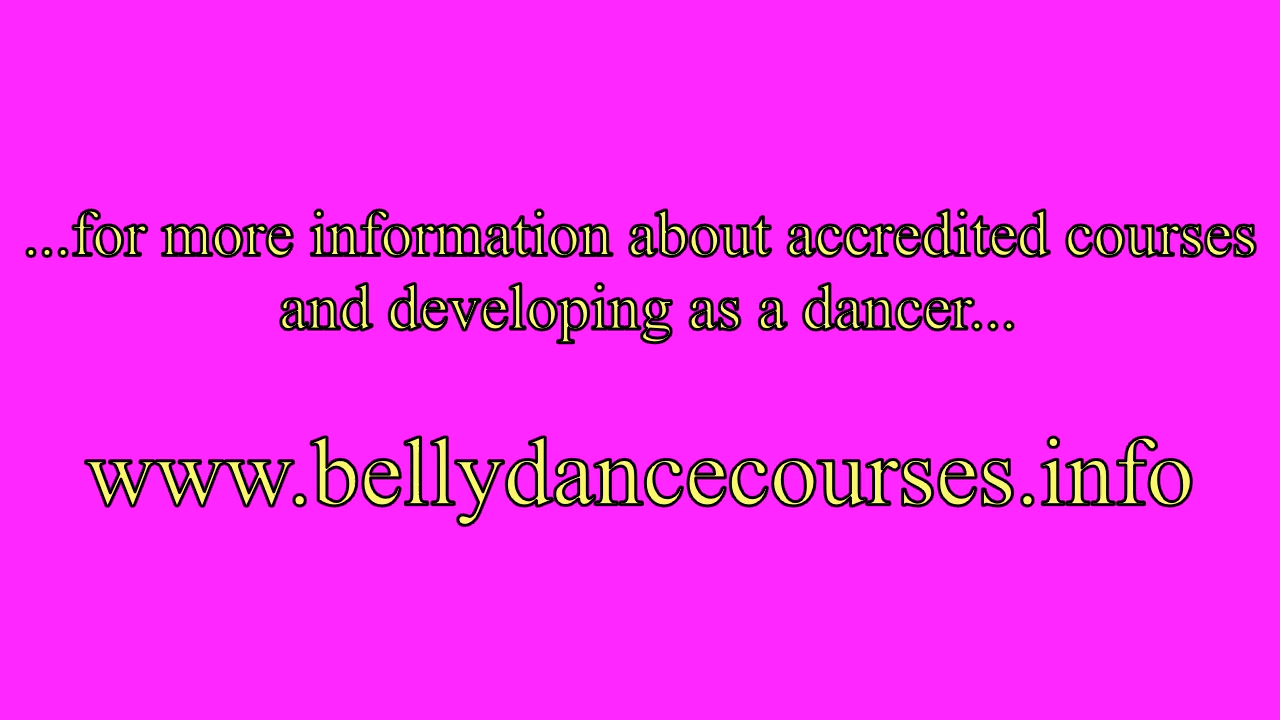 ...for more information about accredited courses
and developing as a dancer...
www.bellydancecourses.info